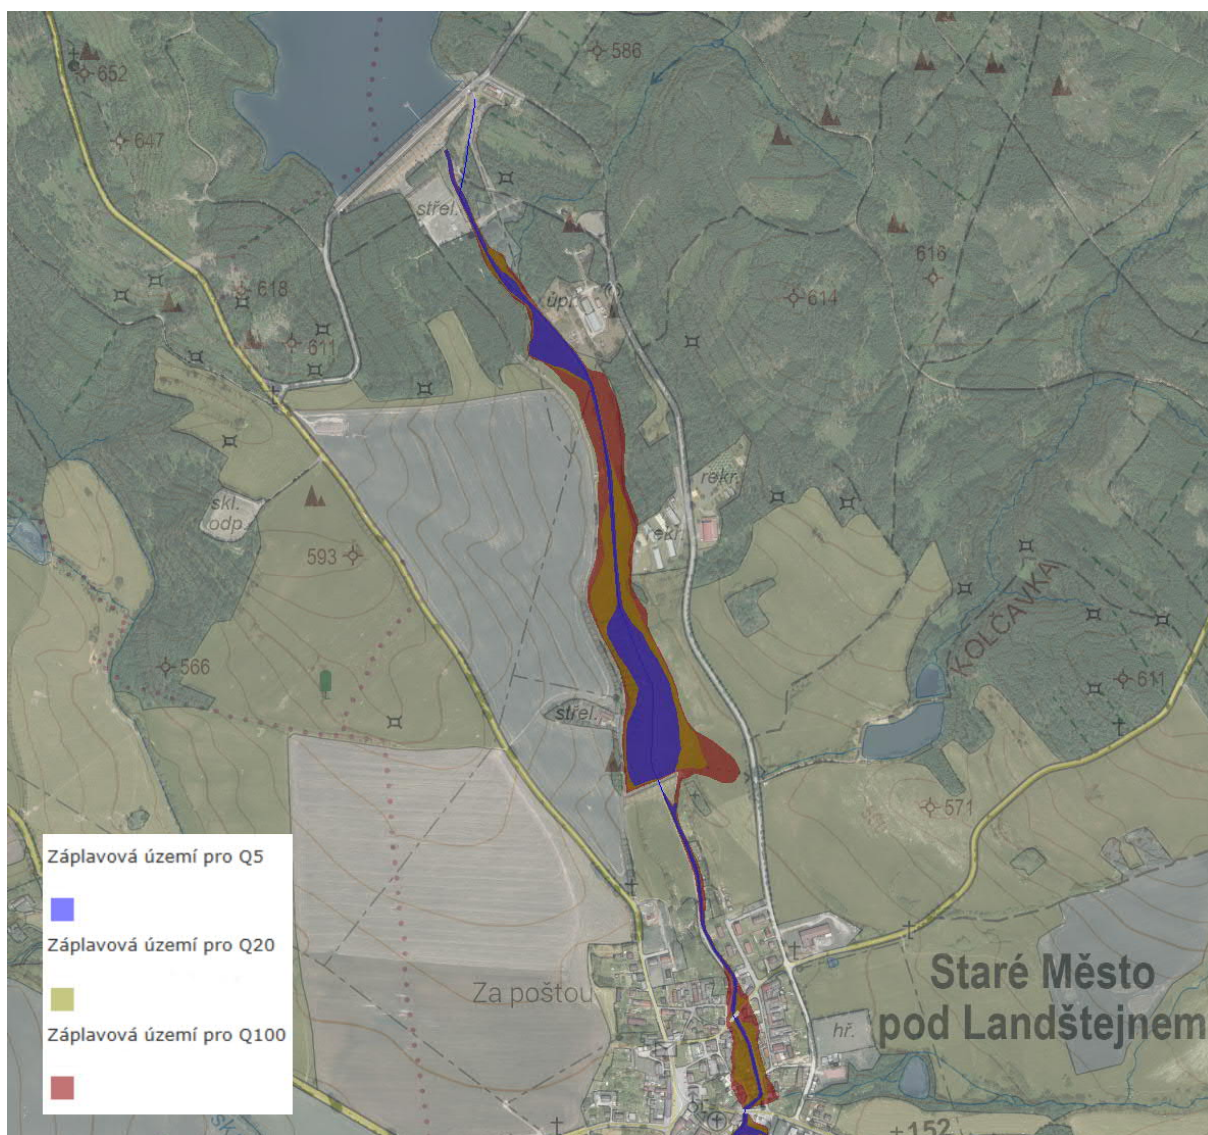 652
586
647
střel.
616
618
614
611
rekr.
skl.
odp.
rekr.
593
KOLČAVKA
566
611
střel.
571
Záplavová území pro Q5
Záplavová území pro Q20
Záplavová území pro Q100
Za poštou
Staré Město
pod Landštejnem
hř.
152